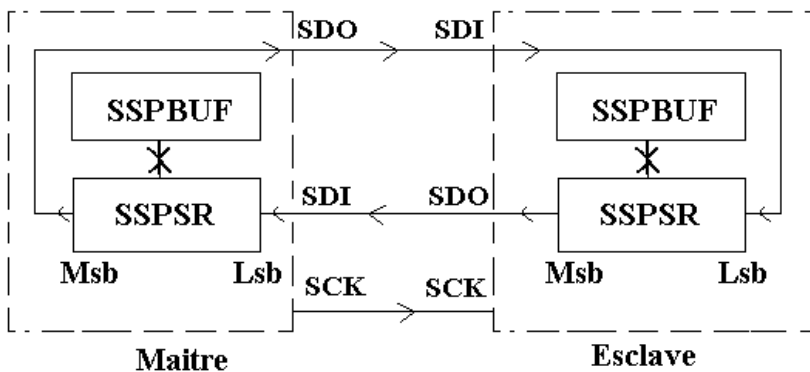 SDO SDI
SSPBUF SSPBUF
SDI SDO
SSPSR SSPSR
Msb Lsb Msb Lsb
SCK SCK
Maitre Esclave